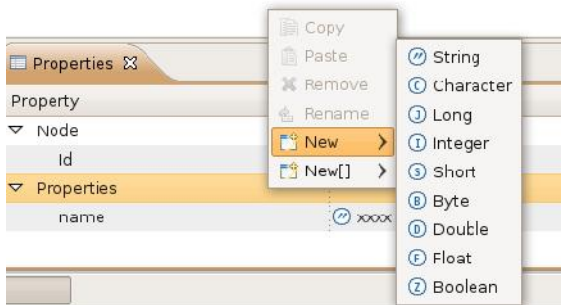 Properties
Property
Node
Id
Properties
name
xxxx
Copy
Paste
Remove
Rename
New
New[]
String
Character
Long
Integer
Short
Byte
Double
Float
Boolean